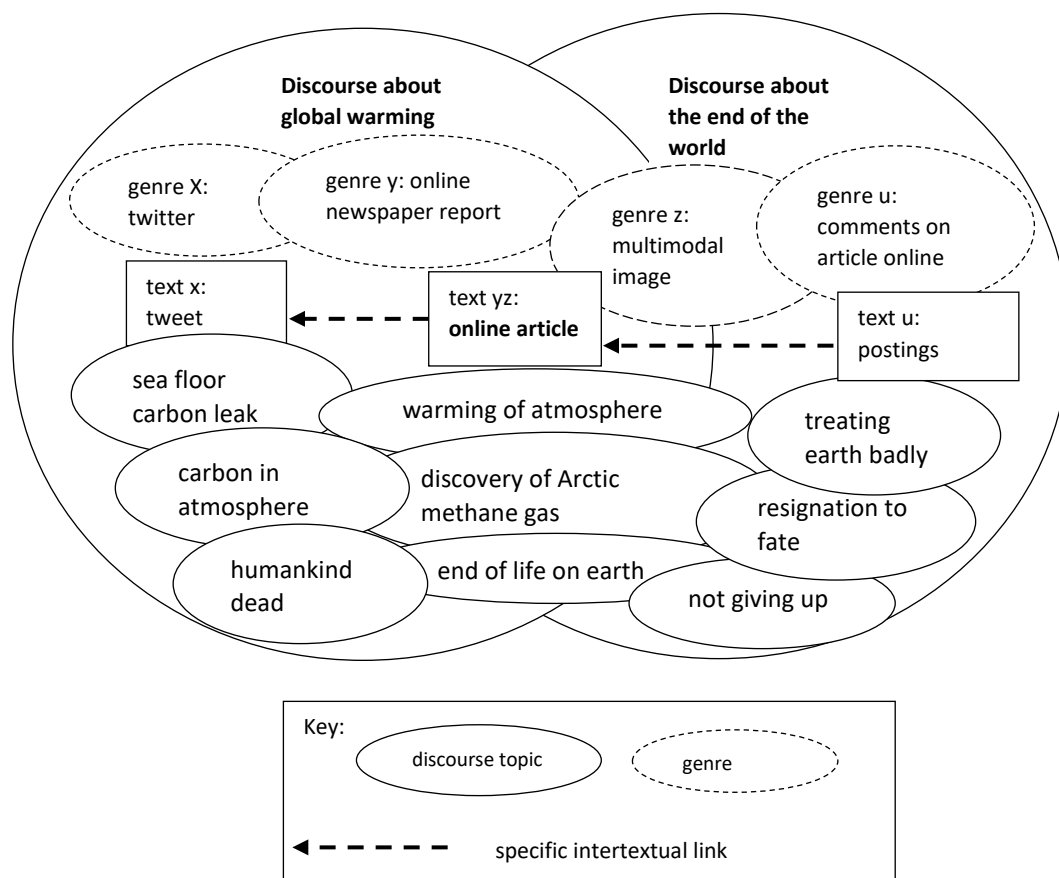 Discourse about
global warming
Discourse about
the end of the
world
genre X:
twitter
genre y: online
newspaper report
genre z:
multimodal
image
genre u:
comments on
article online
text x:
tweet
text yz:
online article
text u:
postings
sea floor
carbon leak
warming of atmosphere
treating
earth badly
carbon in
atmosphere
discovery of Arctic
methane gas
resignation to
fate
humankind
dead
end of life on earth
not giving up
Key:
discourse topic
genre
specific intertextual link